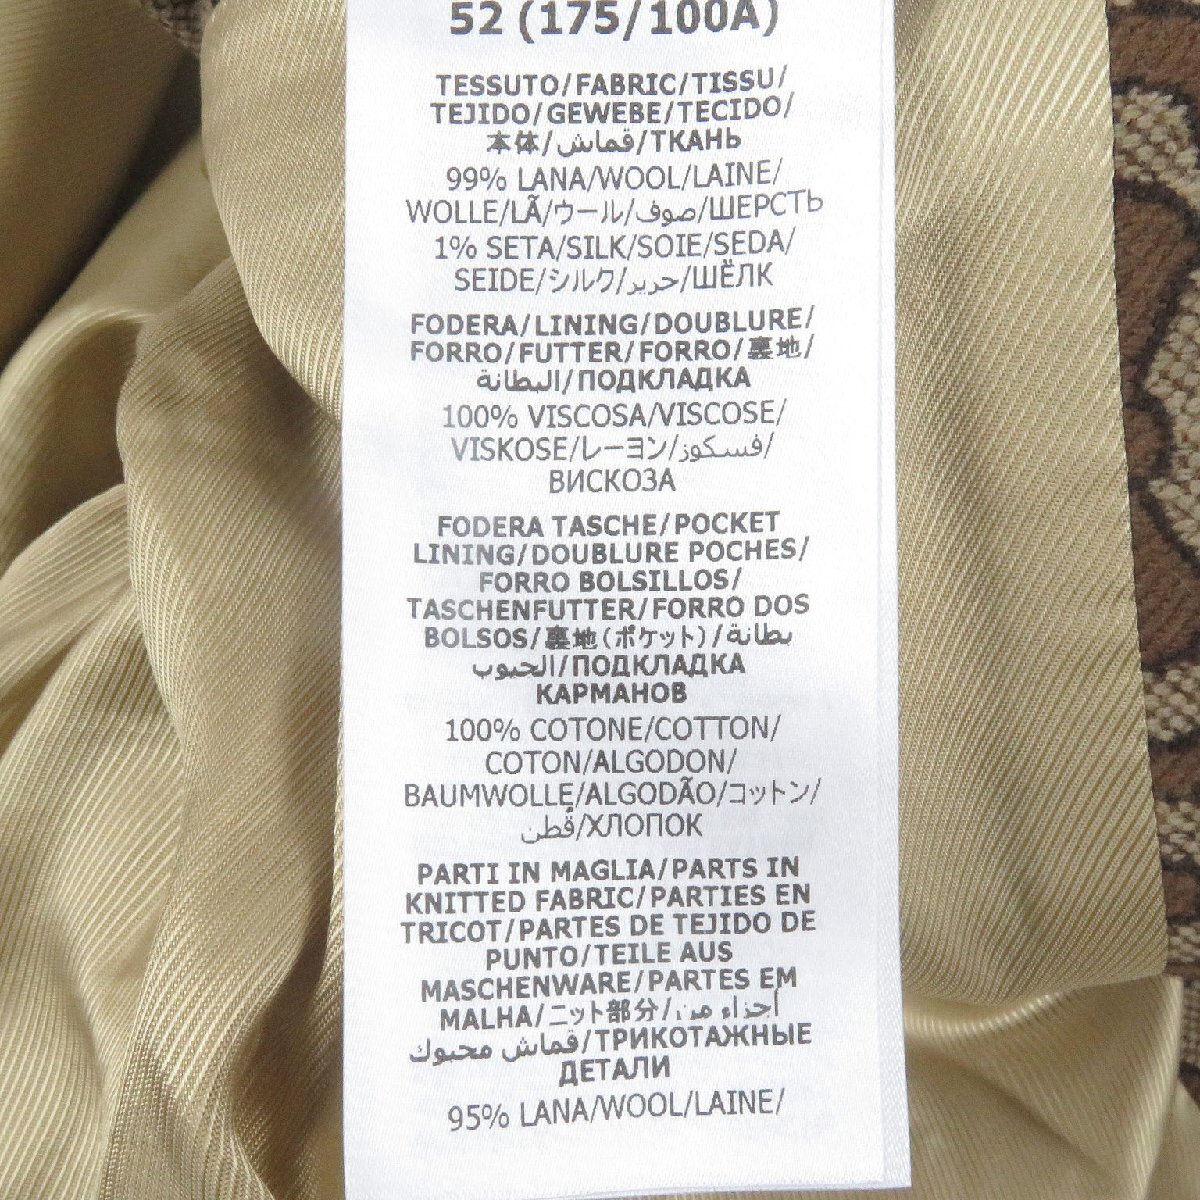 52 (175/100A)
TESSUTO/FABRIC/TISSU/
TEJIDO/GEWEBE/TECIDO/
本体/قماش/ТКАНЬ
99% LANA/WOOL/LAINE/
WOLLE/LÃ/ウール/صوف/ШЕРСТЬ
1% SETA/SILK/SOIE/SEDA/
SEIDE/シルク/حرير/ШЁЛК
FODERA/LINING/DOUBLURE/
FORRO/FUTTER/FORRO/裏地/
البطانة/ПОДКЛАДКА
100% VISCOSA/VISCOSE/
VISKOSE/レーヨン/فسكوز/
ВИСКОЗА
FODERA TASCHE/POCKET
LINING/DOUBLURE POCHES/
FORRO BOLSILLOS/
TASCHENFUTTER/FORRO DOS
BOLSOS/裏地(ポケット)/بطانة
الجيوب/ПОДКЛАДКА
КАРМАНОВ
100% COTONE/COTTON/
COTON/ALGODON/
BAUMWOLLE/ALGODÃO/コットン/
قطن/ХЛОПОК
PARTI IN MAGLIA/PARTS IN
KNITTED FABRIC/PARTIES EN
TRICOT/PARTES DE TEJIDO DE
PUNTO/TEILE AUS
MASCHENWARE/PARTES EM
MALHA/ニット部分/أجزاء من
قماش محبوك/ТРИКОТАЖНЫЕ
ДЕТАЛИ
95% LANA/WOOL/LAINE/